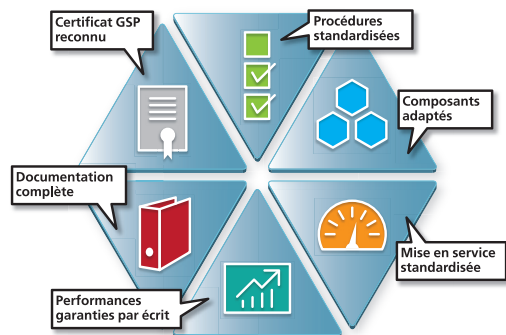 Certificat GSP
reconnu
Procédures
standardisées
Composants
adaptés
Documentation
complète
Mise en service
standardisée
Performances
garanties par écrit